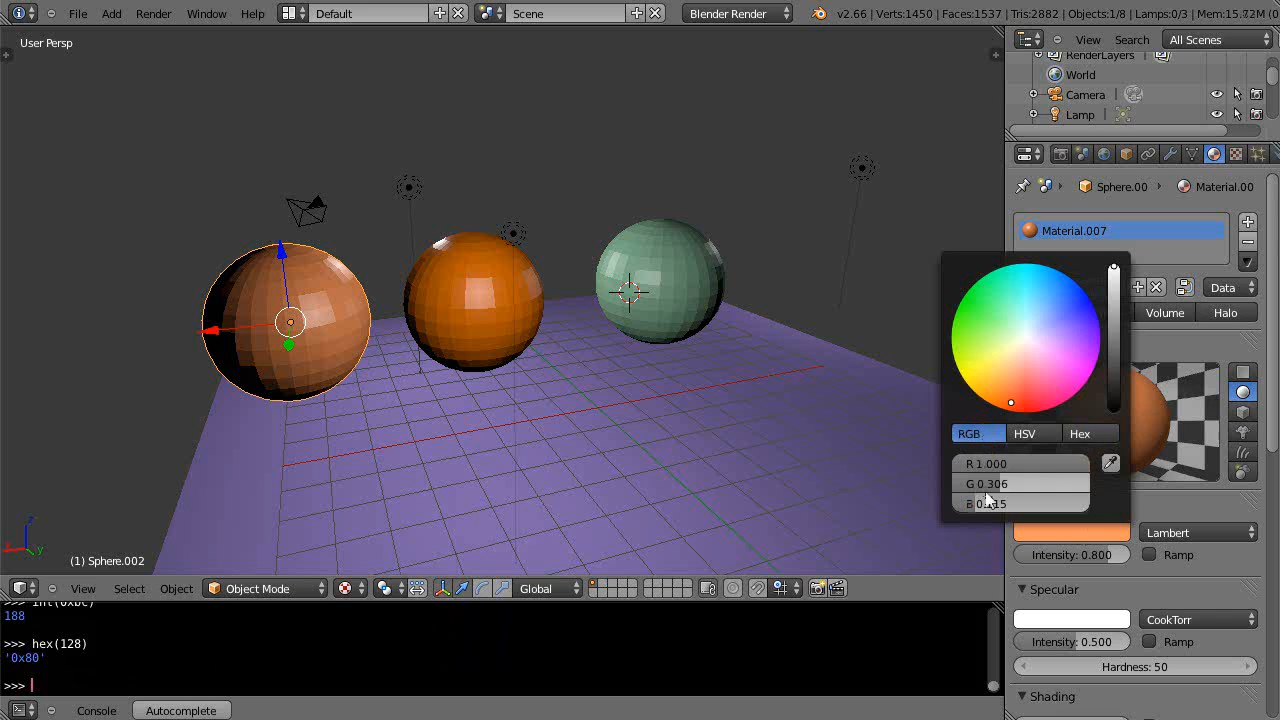 File Add Render Window Help Default Scene Blender Render v2.66 | Verts:1450 | Faces:1537 | Tris:2882 | Objects:1/8 | Lamps:0/3 | Mem:15.72M (0
User Persp
View Search All Scenes
RenderLayers
World
Camera
Lamp
Sphere.00 Material.00
Material.007
Data
Volume Halo
RGB HSV Hex
R 1.000
G 0.306
Lambert
Intensity: 0.800 Ramp
Specular
CookTorr
Intensity: 0.500 Ramp
Hardness: 50
Shading
(1) Sphere.002
View Select Object Object Mode Global
>>> int(0xbc)
188
>>> hex(128)
'0x80'
>>>
Console Autocomplete